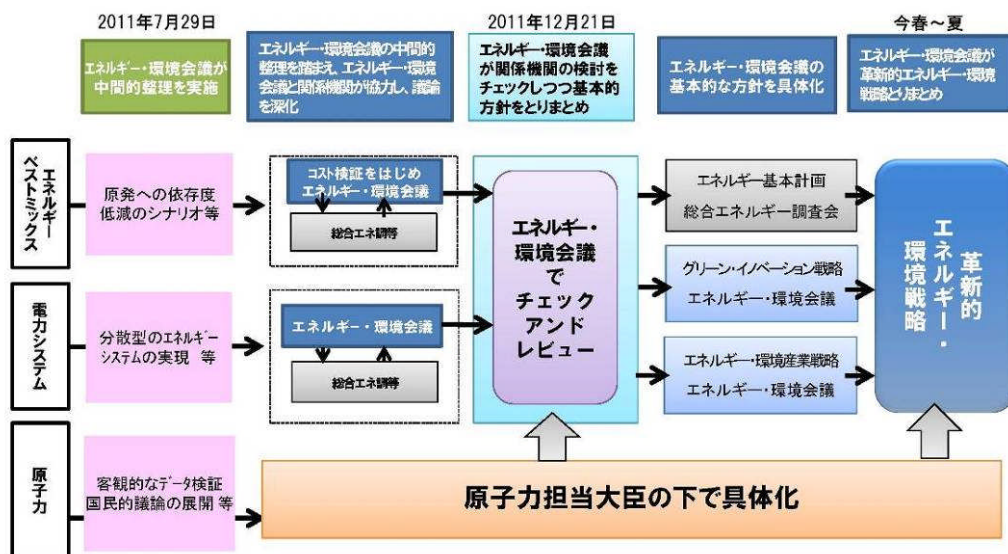 2011年7月29日
2011年12月21日
今春～夏
エネルギー・環境会議が
中間的整理を実施
エネルギー・環境会議の中間的
整理を踏まえ、エネルギー・環境
会議と関係機関が協力し、議論
を深化
エネルギー・環境会議
が関係機関の検討を
チェックしつつ基本的
方針をとりまとめ
エネルギー・環境会議の
基本的な方針を具体化
エネルギー・環境会議が
革新的エネルギー・環境
戦略とりまとめ
エネルギー
ベストミックス
原発への依存度
低減のシナリオ等
コスト検証をはじめ
エネルギー・環境会議
総合エネ調等
電力システム
分散型のエネルギー
システムの実現 等
エネルギー・環境会議
総合エネ調等
エネルギー・
環境会議
で
チェック
アンド
レビュー
エネルギー基本計画
総合エネルギー調査会
グリーン・イノベーション戦略
エネルギー・環境会議
エネルギー・環境産業戦略
エネルギー・環境会議
革新的
エネルギー・
環境戦略
原子力
客観的なデータ検証
国民的議論の展開 等
原子力担当大臣の下で具体化